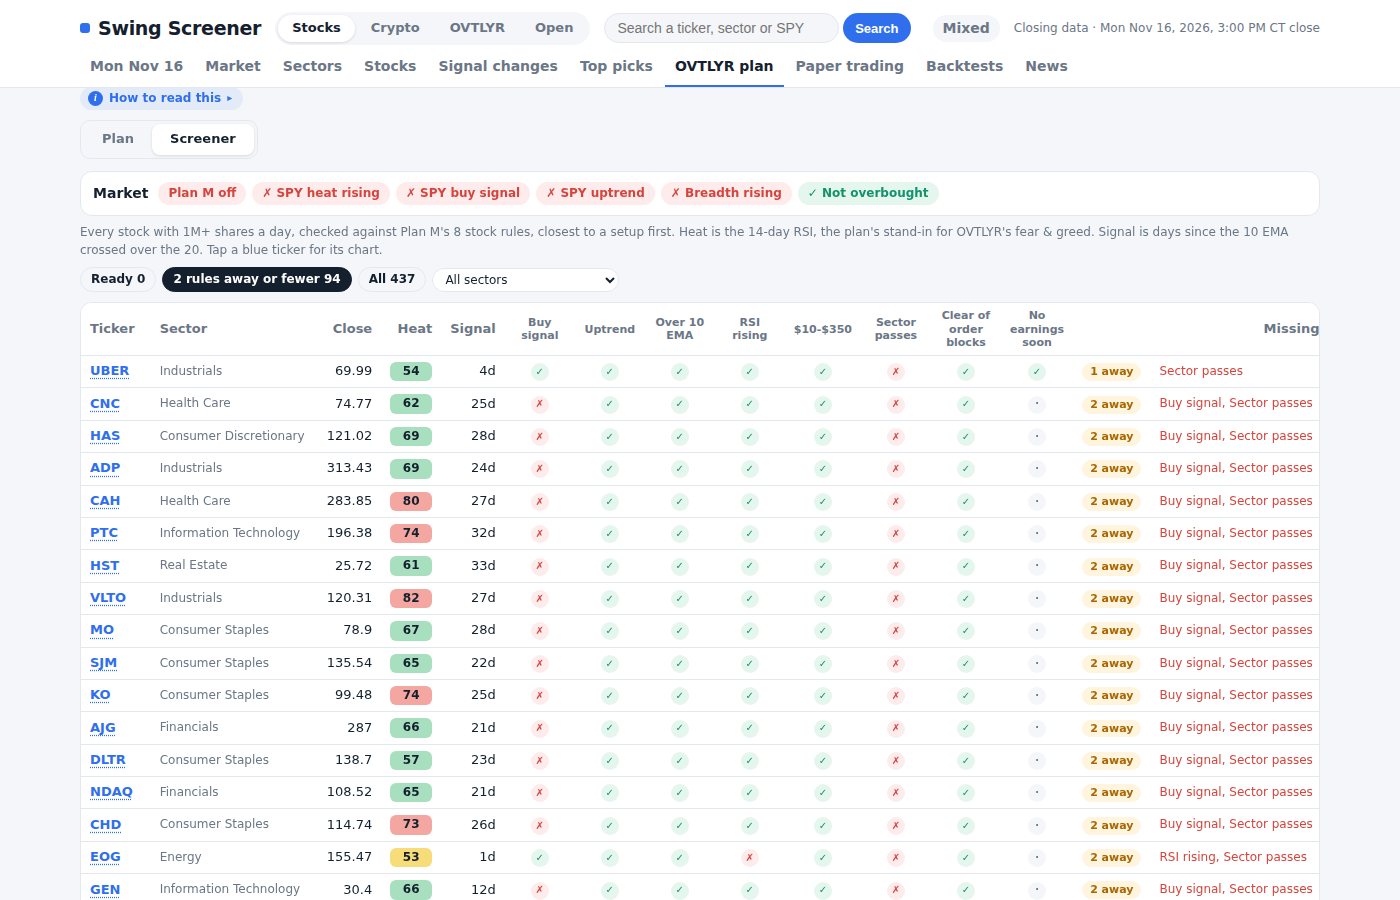 Swing Screener Stocks Crypto OVTLYR Open Search a ticker, sector or SPY Search Mixed Closing data · Mon Nov 16, 2026, 3:00 PM CT close
Mon Nov 16 Market Sectors Stocks Signal changes Top picks OVTLYR plan Paper trading Backtests News
i How to read this ▸
Plan Screener
Market Plan M off ✗ SPY heat rising ✗ SPY buy signal ✗ SPY uptrend ✗ Breadth rising ✓ Not overbought
Every stock with 1M+ shares a day, checked against Plan M's 8 stock rules, closest to a setup first. Heat is the 14-day RSI, the plan's stand-in for OVTLYR's fear & greed. Signal is days since the 10 EMA
crossed over the 20. Tap a blue ticker for its chart.
Ready 0 2 rules away or fewer 94 All 437 All sectors
Ticker Sector Close Heat Signal Buy signal Uptrend Over 10 EMA RSI rising $10-$350 Sector passes Clear of order blocks No earnings soon Missing
UBER Industrials 69.99 54 4d ✓ ✓ ✓ ✓ ✓ ✗ ✓ ✓ 1 away Sector passes
CNC Health Care 74.77 62 25d ✗ ✓ ✓ ✓ ✓ ✗ ✓ · 2 away Buy signal, Sector passes
HAS Consumer Discretionary 121.02 69 28d ✗ ✓ ✓ ✓ ✓ ✗ ✓ · 2 away Buy signal, Sector passes
ADP Industrials 313.43 69 24d ✗ ✓ ✓ ✓ ✓ ✗ ✓ · 2 away Buy signal, Sector passes
CAH Health Care 283.85 80 27d ✗ ✓ ✓ ✓ ✓ ✗ ✓ · 2 away Buy signal, Sector passes
PTC Information Technology 196.38 74 32d ✗ ✓ ✓ ✓ ✓ ✗ ✓ · 2 away Buy signal, Sector passes
HST Real Estate 25.72 61 33d ✗ ✓ ✓ ✓ ✓ ✗ ✓ · 2 away Buy signal, Sector passes
VLTO Industrials 120.31 82 27d ✗ ✓ ✓ ✓ ✓ ✗ ✓ · 2 away Buy signal, Sector passes
MO Consumer Staples 78.9 67 28d ✗ ✓ ✓ ✓ ✓ ✗ ✓ · 2 away Buy signal, Sector passes
SJM Consumer Staples 135.54 65 22d ✗ ✓ ✓ ✓ ✓ ✗ ✓ · 2 away Buy signal, Sector passes
KO Consumer Staples 99.48 74 25d ✗ ✓ ✓ ✓ ✓ ✗ ✓ · 2 away Buy signal, Sector passes
AJG Financials 287 66 21d ✗ ✓ ✓ ✓ ✓ ✗ ✓ · 2 away Buy signal, Sector passes
DLTR Consumer Staples 138.7 57 23d ✗ ✓ ✓ ✓ ✓ ✗ ✓ · 2 away Buy signal, Sector passes
NDAQ Financials 108.52 65 21d ✗ ✓ ✓ ✓ ✓ ✗ ✓ · 2 away Buy signal, Sector passes
CHD Consumer Staples 114.74 73 26d ✗ ✓ ✓ ✓ ✓ ✗ ✓ · 2 away Buy signal, Sector passes
EOG Energy 155.47 53 1d ✓ ✓ ✓ ✗ ✓ ✗ ✓ · 2 away RSI rising, Sector passes
GEN Information Technology 30.4 66 12d ✗ ✓ ✓ ✓ ✓ ✗ ✓ · 2 away Buy signal, Sector passes